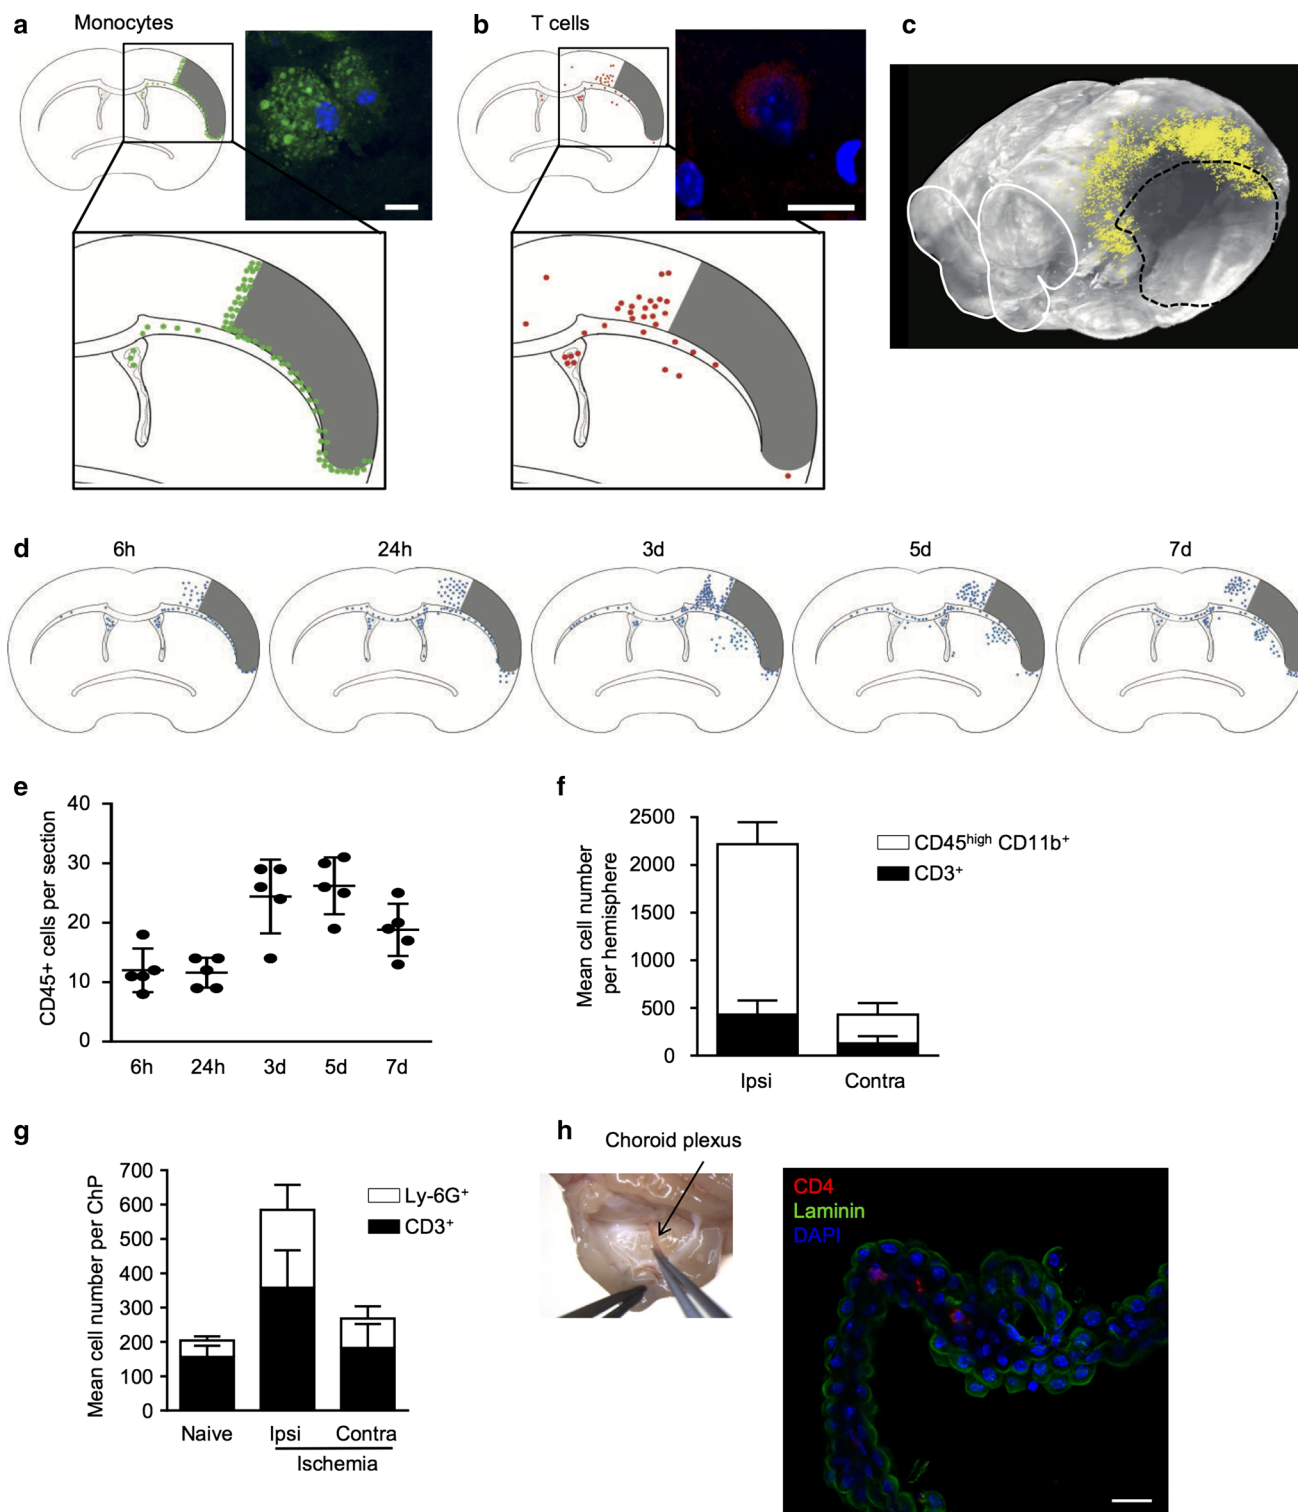 a
Monocytes
b
T cells
c
d
6h
24h
3d
5d
7d
e
CD45+ cells per section
40
30
20
10
0
6h
24h
3d
5d
7d
f
Mean cell number
per hemisphere
2500
2000
1500
1000
500
0
CD45high CD11b+
CD3+
Ipsi
Contra
g
Mean cell number per ChP
700
600
500
400
300
200
100
0
Ly-6G+
CD3+
Naive
Ipsi
Contra
Ischemia
h
Choroid plexus
CD4
Laminin
DAPI